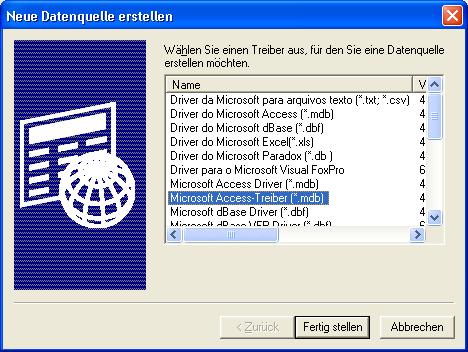 Neue Datenquelle erstellen
Wählen Sie einen Treiber aus, für den Sie eine Datenquelle
erstellen möchten.
Name V
Driver da Microsoft para arquivos texto (*.txt; *.csv) 4
Driver do Microsoft Access (*.mdb) 4
Driver do Microsoft dBase (*.dbf) 4
Driver do Microsoft Excel(*.xls) 4
Driver do Microsoft Paradox (*.db ) 4
Driver para o Microsoft Visual FoxPro 6
Microsoft Access Driver (*.mdb) 4
Microsoft Access-Treiber (*.mdb) 4
Microsoft dBase Driver (*.dbf) 4
Microsoft dBase VFP Driver (*.dbf) 6
< Zurück Fertig stellen Abbrechen